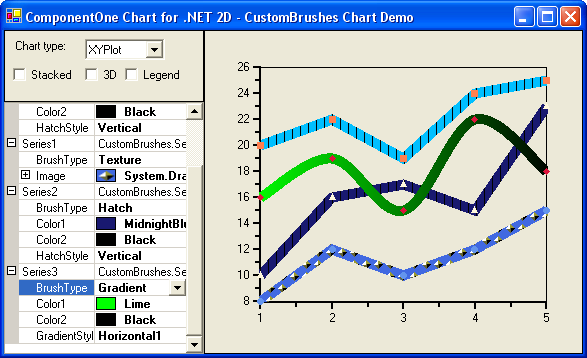 ComponentOne Chart for .NET 2D - CustomBrushes Chart Demo
Chart type: XYPlot
Stacked 3D Legend
Color2 Black
HatchStyle Vertical
Series1 CustomBrushes.Se
BrushType Texture
Image System.Dra
Series2 CustomBrushes.Se
BrushType Hatch
Color1 MidnightBlu
Color2 Black
HatchStyle Vertical
Series3 CustomBrushes.Se
BrushType Gradient
Color1 Lime
Color2 Black
GradientStyl Horizontal1
26
24
22
20
18
16
14
12
10
8
1 2 3 4 5